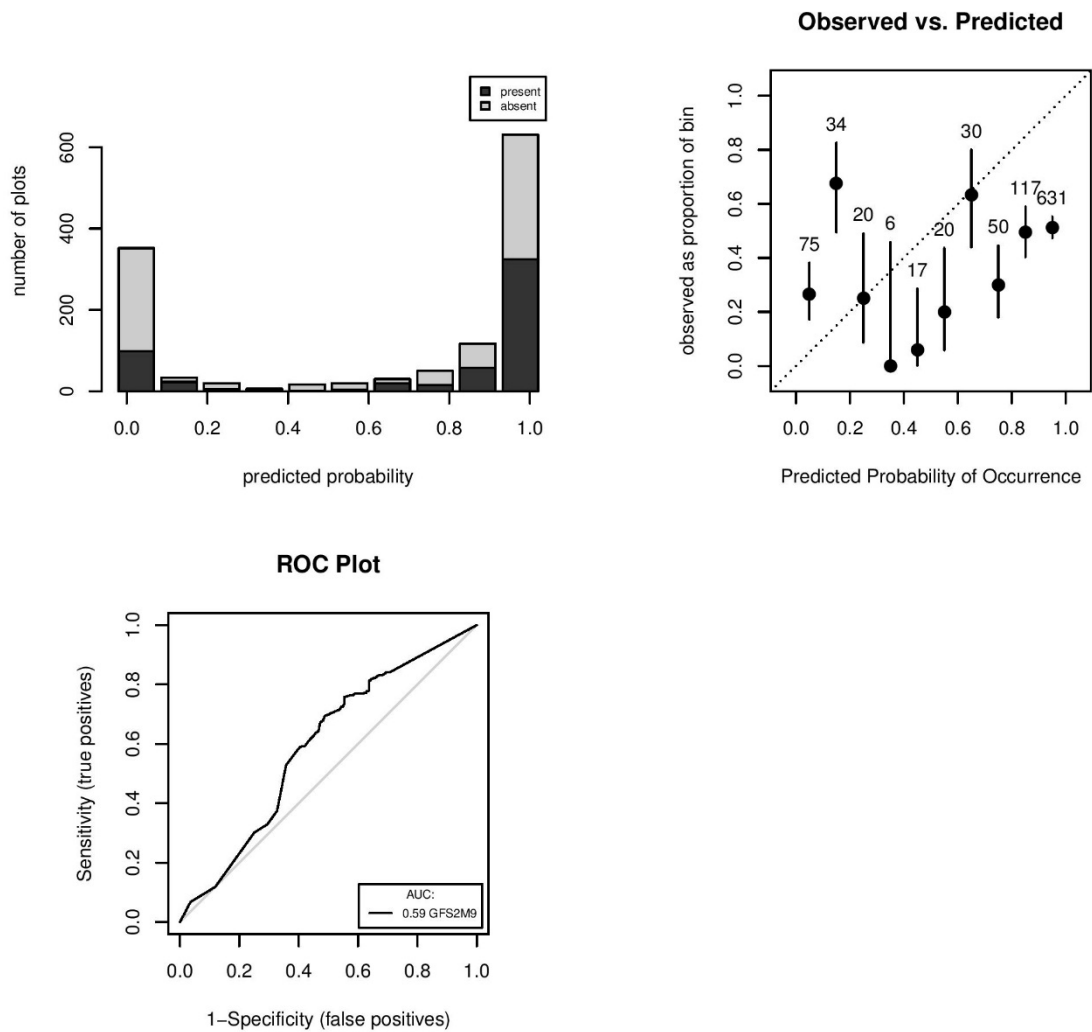 present
absent
number of plots
600
400
200
0
0.0 0.2 0.4 0.6 0.8 1.0
predicted probability
Observed vs. Predicted
observed as proportion of bin
1.0
0.8
0.6
0.4
0.2
0.0
75
34
20
6
17
20
30
50
117
631
0.0 0.2 0.4 0.6 0.8 1.0
Predicted Probability of Occurrence
ROC Plot
Sensitivity (true positives)
1.0
0.8
0.6
0.4
0.2
0.0
AUC:
0.59 GFS2M9
0.0 0.2 0.4 0.6 0.8 1.0
1−Specificity (false positives)